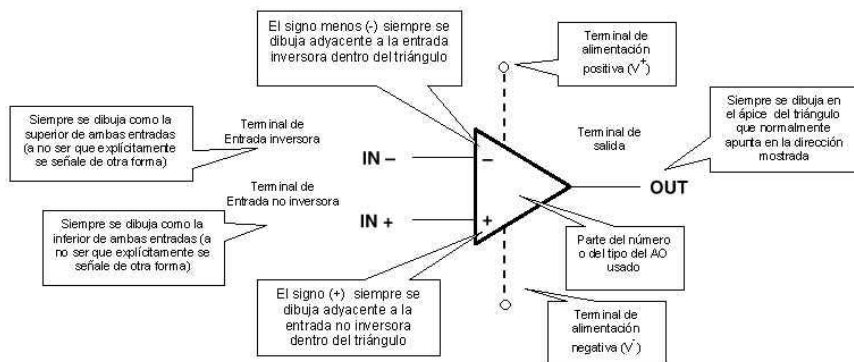 El signo menos (-) siempre se
dibuja adyacente a la entrada
inversora dentro del triángulo
Terminal de
alimentación
positiva (V+)
Siempre se dibuja como la
superior de ambas entradas
(a no ser que explícitamente
se señale de otra forma)
Terminal de
Entrada inversora
Terminal de
salida
Siempre se dibuja en
el ápice del triángulo
que normalmente
apunta en la dirección
mostrada
IN –
–
OUT
Terminal de
Entrada no inversora
IN +
+
Siempre se dibuja como la
inferior de ambas entradas (a
no ser que explícitamente se
señale de otra forma)
Parte del número
o del tipo del AO
usado
El signo (+) siempre se
dibuja adyacente a la
entrada no inversora
dentro del triángulo
Terminal de
alimentación
negativa (V-)